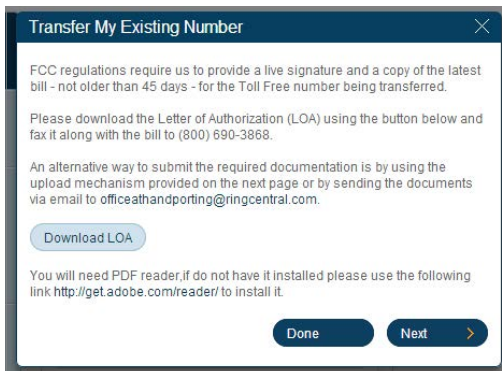 Transfer My Existing Number
FCC regulations require us to provide a live signature and a copy of the latest
bill - not older than 45 days - for the Toll Free number being transferred.
Please download the Letter of Authorization (LOA) using the button below and
fax it along with the bill to (800) 690-3868.
An alternative way to submit the required documentation is by using the
upload mechanism provided on the next page or by sending the documents
via email to officeathandporting@ringcentral.com.
Download LOA
You will need PDF reader,if do not have it installed please use the following
link http://get.adobe.com/reader/ to install it.
Done
Next